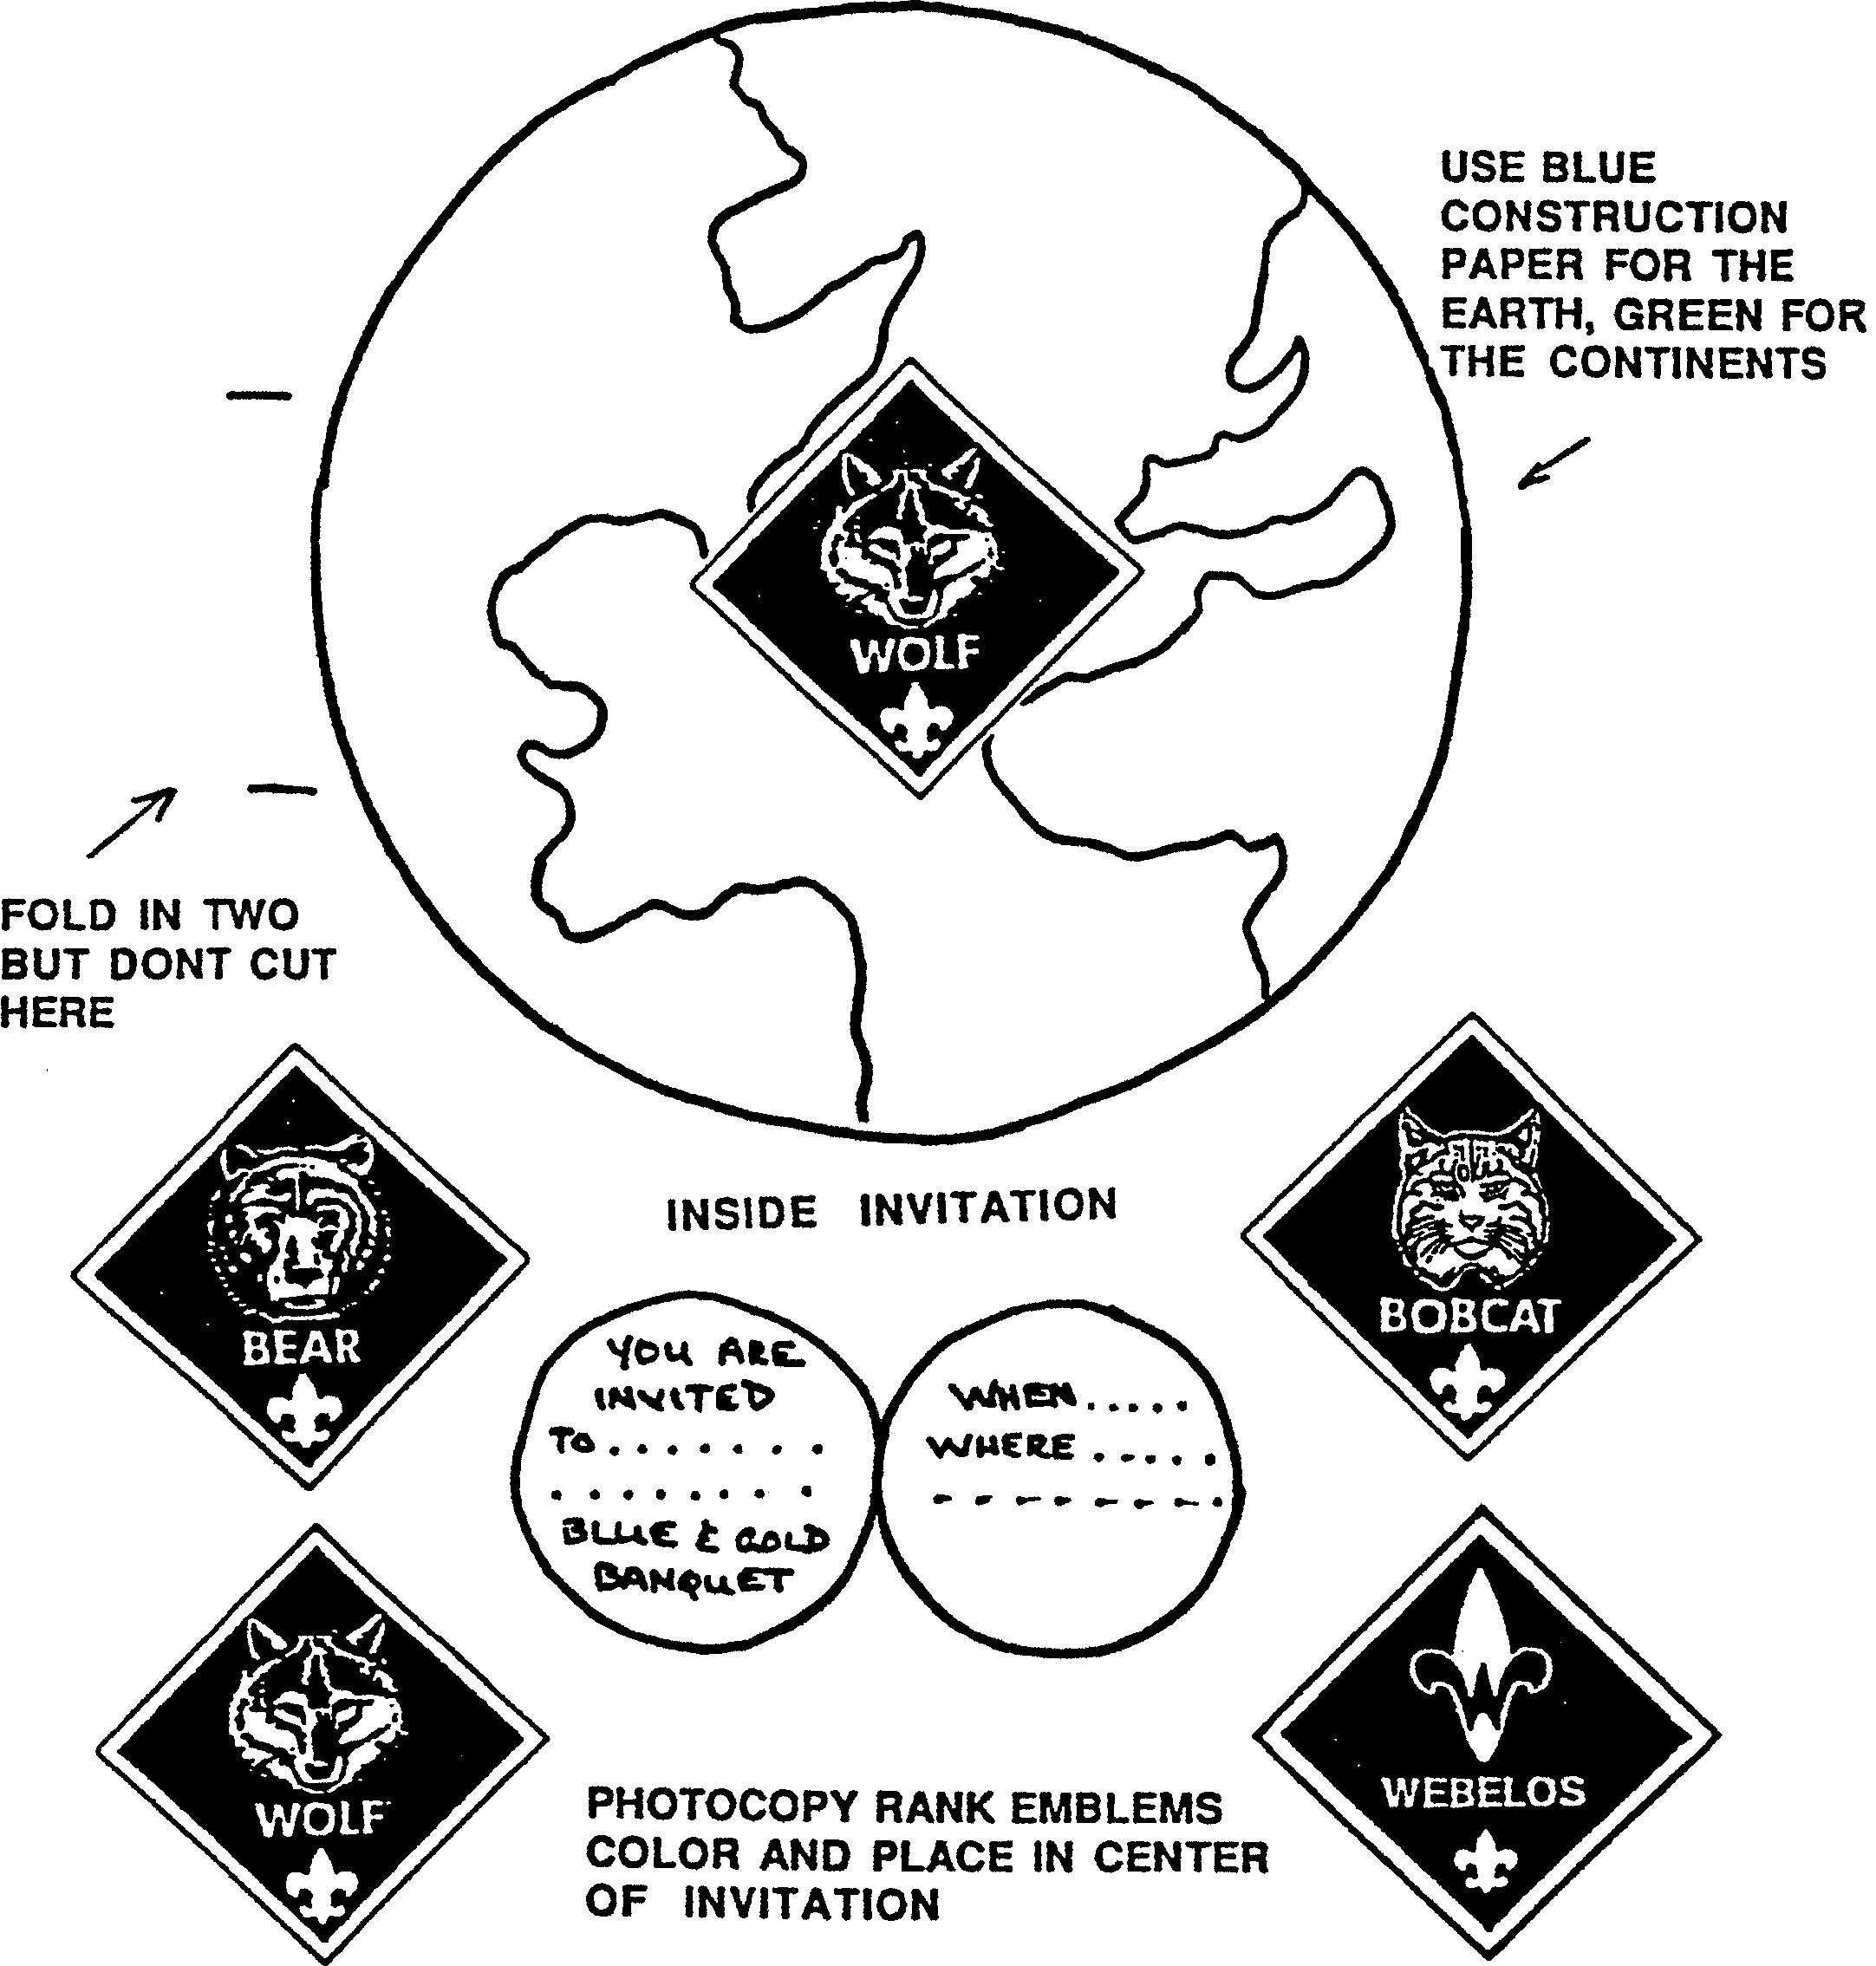 USE BLUE
CONSTRUCTION
PAPER FOR THE
EARTH, GREEN FOR
THE CONTINENTS
WOLF
FOLD IN TWO
BUT DONT CUT
HERE
BEAR
BOBCAT
INSIDE INVITATION
YOU ARE
INVITED
TO . . . . . . .
. . . . . . . .
BLUE & GOLD
BANQUET
WHEN . . . . .
WHERE . . . . .
- - - - - - - .
WOLF
WEBELOS
PHOTOCOPY RANK EMBLEMS
COLOR AND PLACE IN CENTER
OF INVITATION